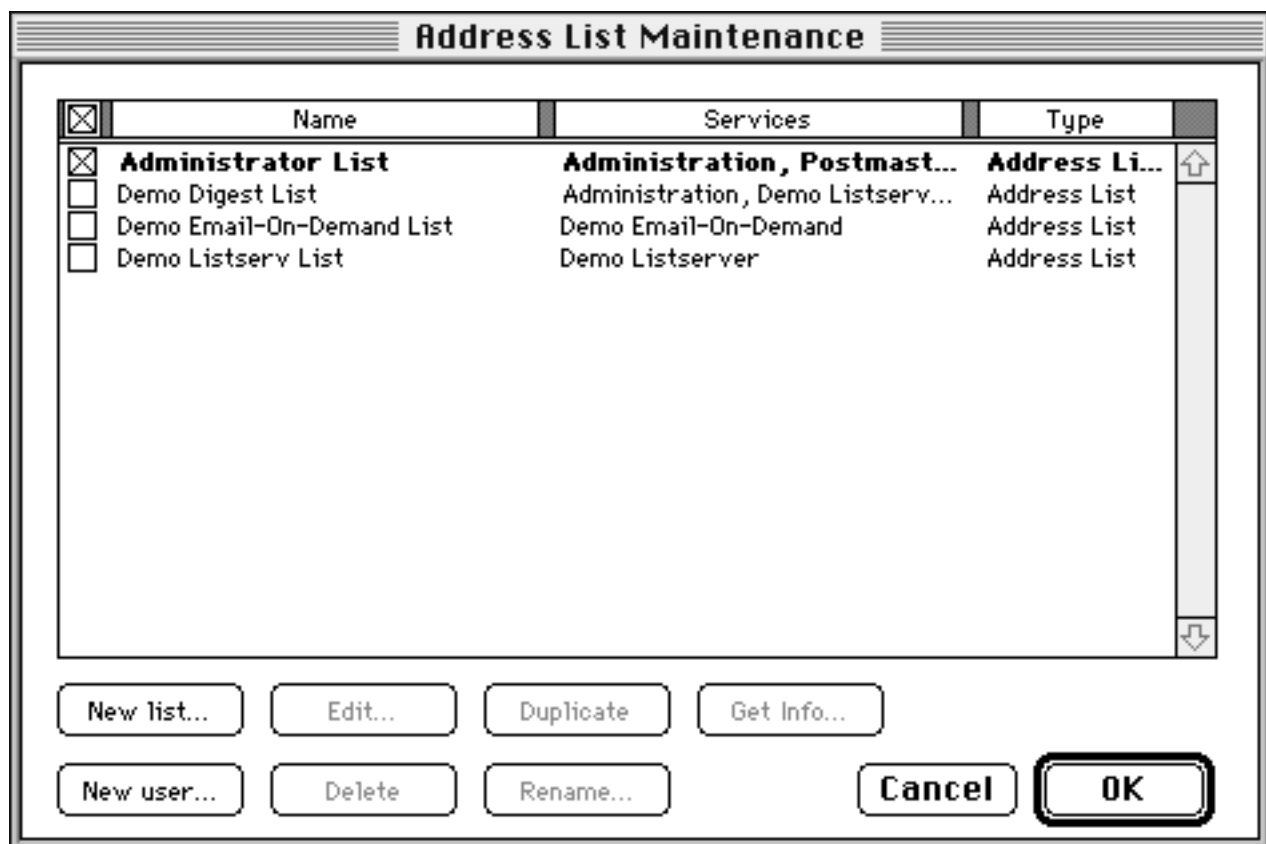 Address List Maintenance
Name Services Type
Administrator List Administration, Postmast... Address Li...
Demo Digest List Administration, Demo Listserv... Address List
Demo Email-On-Demand List Demo Email-On-Demand Address List
Demo Listserv List Demo Listserver Address List
New list... Edit... Duplicate Get Info...
New user... Delete Rename... Cancel OK